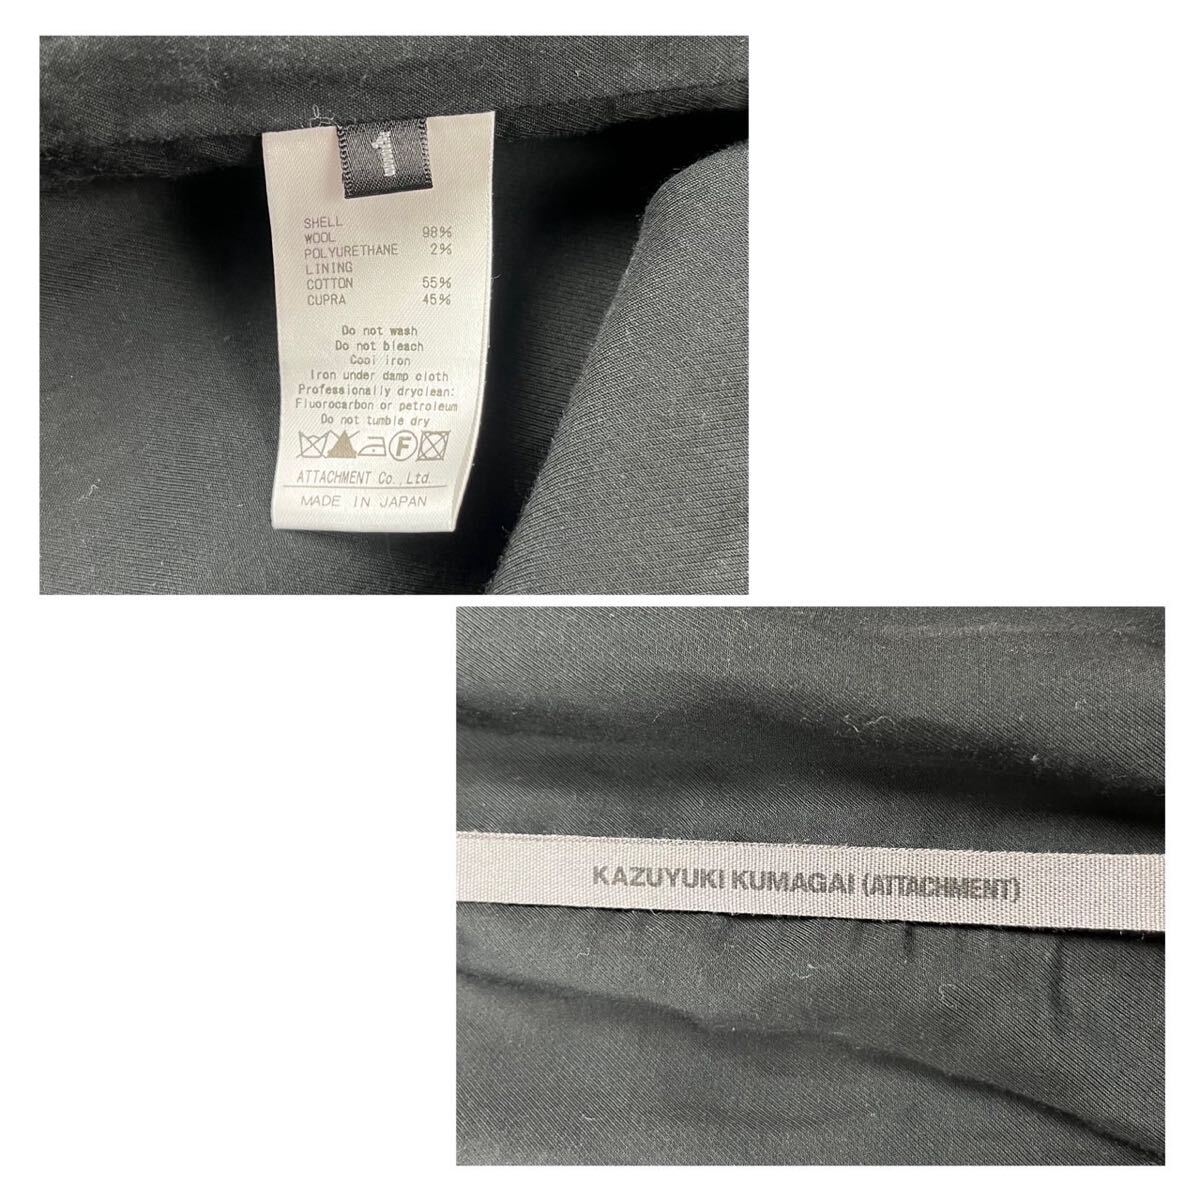 1
SHELL
WOOL 98%
POLYURETHANE 2%
LINING
COTTON 55%
CUPRA 45%
Do not wash
Do not bleach
Cool iron
Iron under damp cloth
Professionally dryclean:
Fluorocarbon or petroleum
Do not tumble dry
F
ATTACHMENT Co., Ltd.
MADE IN JAPAN
KAZUYUKI KUMAGAI (ATTACHMENT)